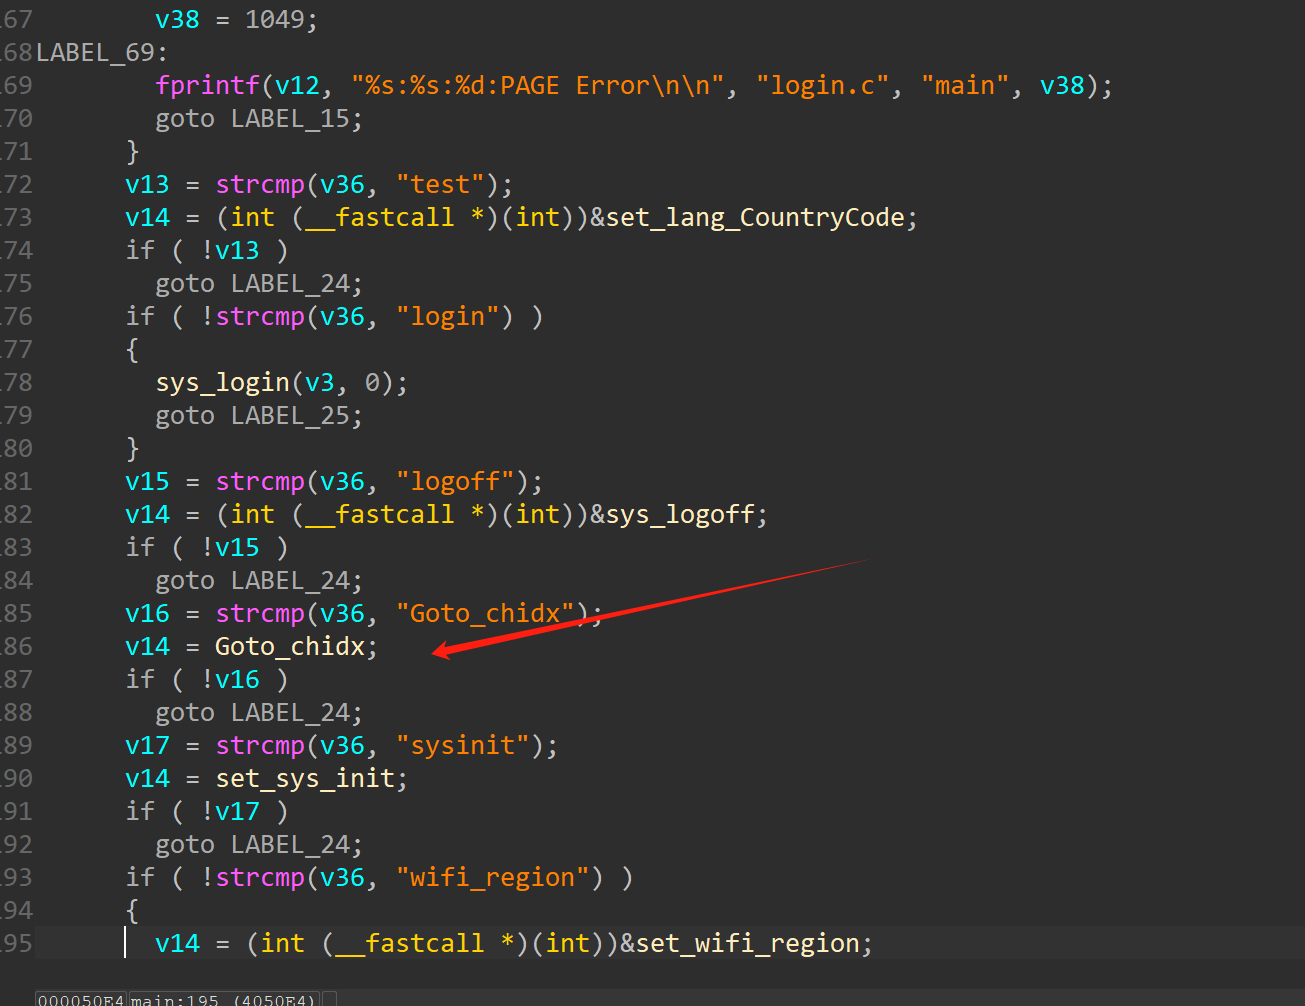 67 v38 = 1049;
68 LABEL_69:
69 fprintf(v12, "%s:%s:%d:PAGE Error\n\n", "login.c", "main", v38);
70 goto LABEL_15;
71 }
72 v13 = strcmp(v36, "test");
73 v14 = (int (__fastcall *)(int))&set_lang_CountryCode;
74 if ( !v13 )
75 goto LABEL_24;
76 if ( !strcmp(v36, "login") )
77 {
78 sys_login(v3, 0);
79 goto LABEL_25;
80 }
81 v15 = strcmp(v36, "logoff");
82 v14 = (int (__fastcall *)(int))&sys_logoff;
83 if ( !v15 )
84 goto LABEL_24;
85 v16 = strcmp(v36, "Goto_chidx");
86 v14 = Goto_chidx;
87 if ( !v16 )
88 goto LABEL_24;
89 v17 = strcmp(v36, "sysinit");
90 v14 = set_sys_init;
91 if ( !v17 )
92 goto LABEL_24;
93 if ( !strcmp(v36, "wifi_region") )
94 {
95 v14 = (int (__fastcall *)(int))&set_wifi_region;
000050E4 main:195 (4050E4)